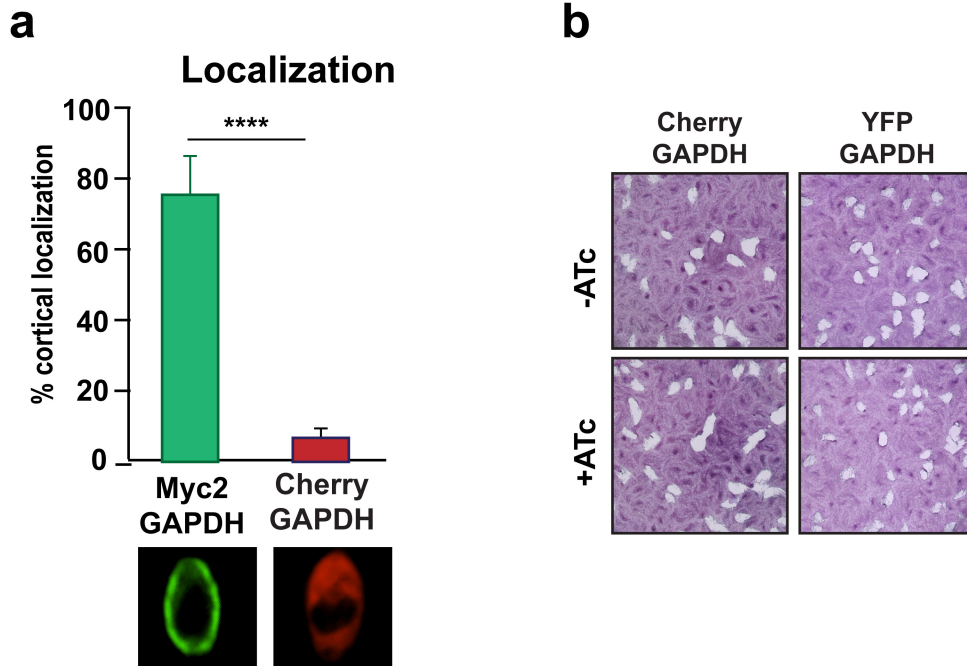 a
Localization
% cortical localization
100
80
60
40
20
0
****
Myc2
GAPDH
Cherry
GAPDH
b
Cherry
GAPDH
YFP
GAPDH
-ATc
+ATc